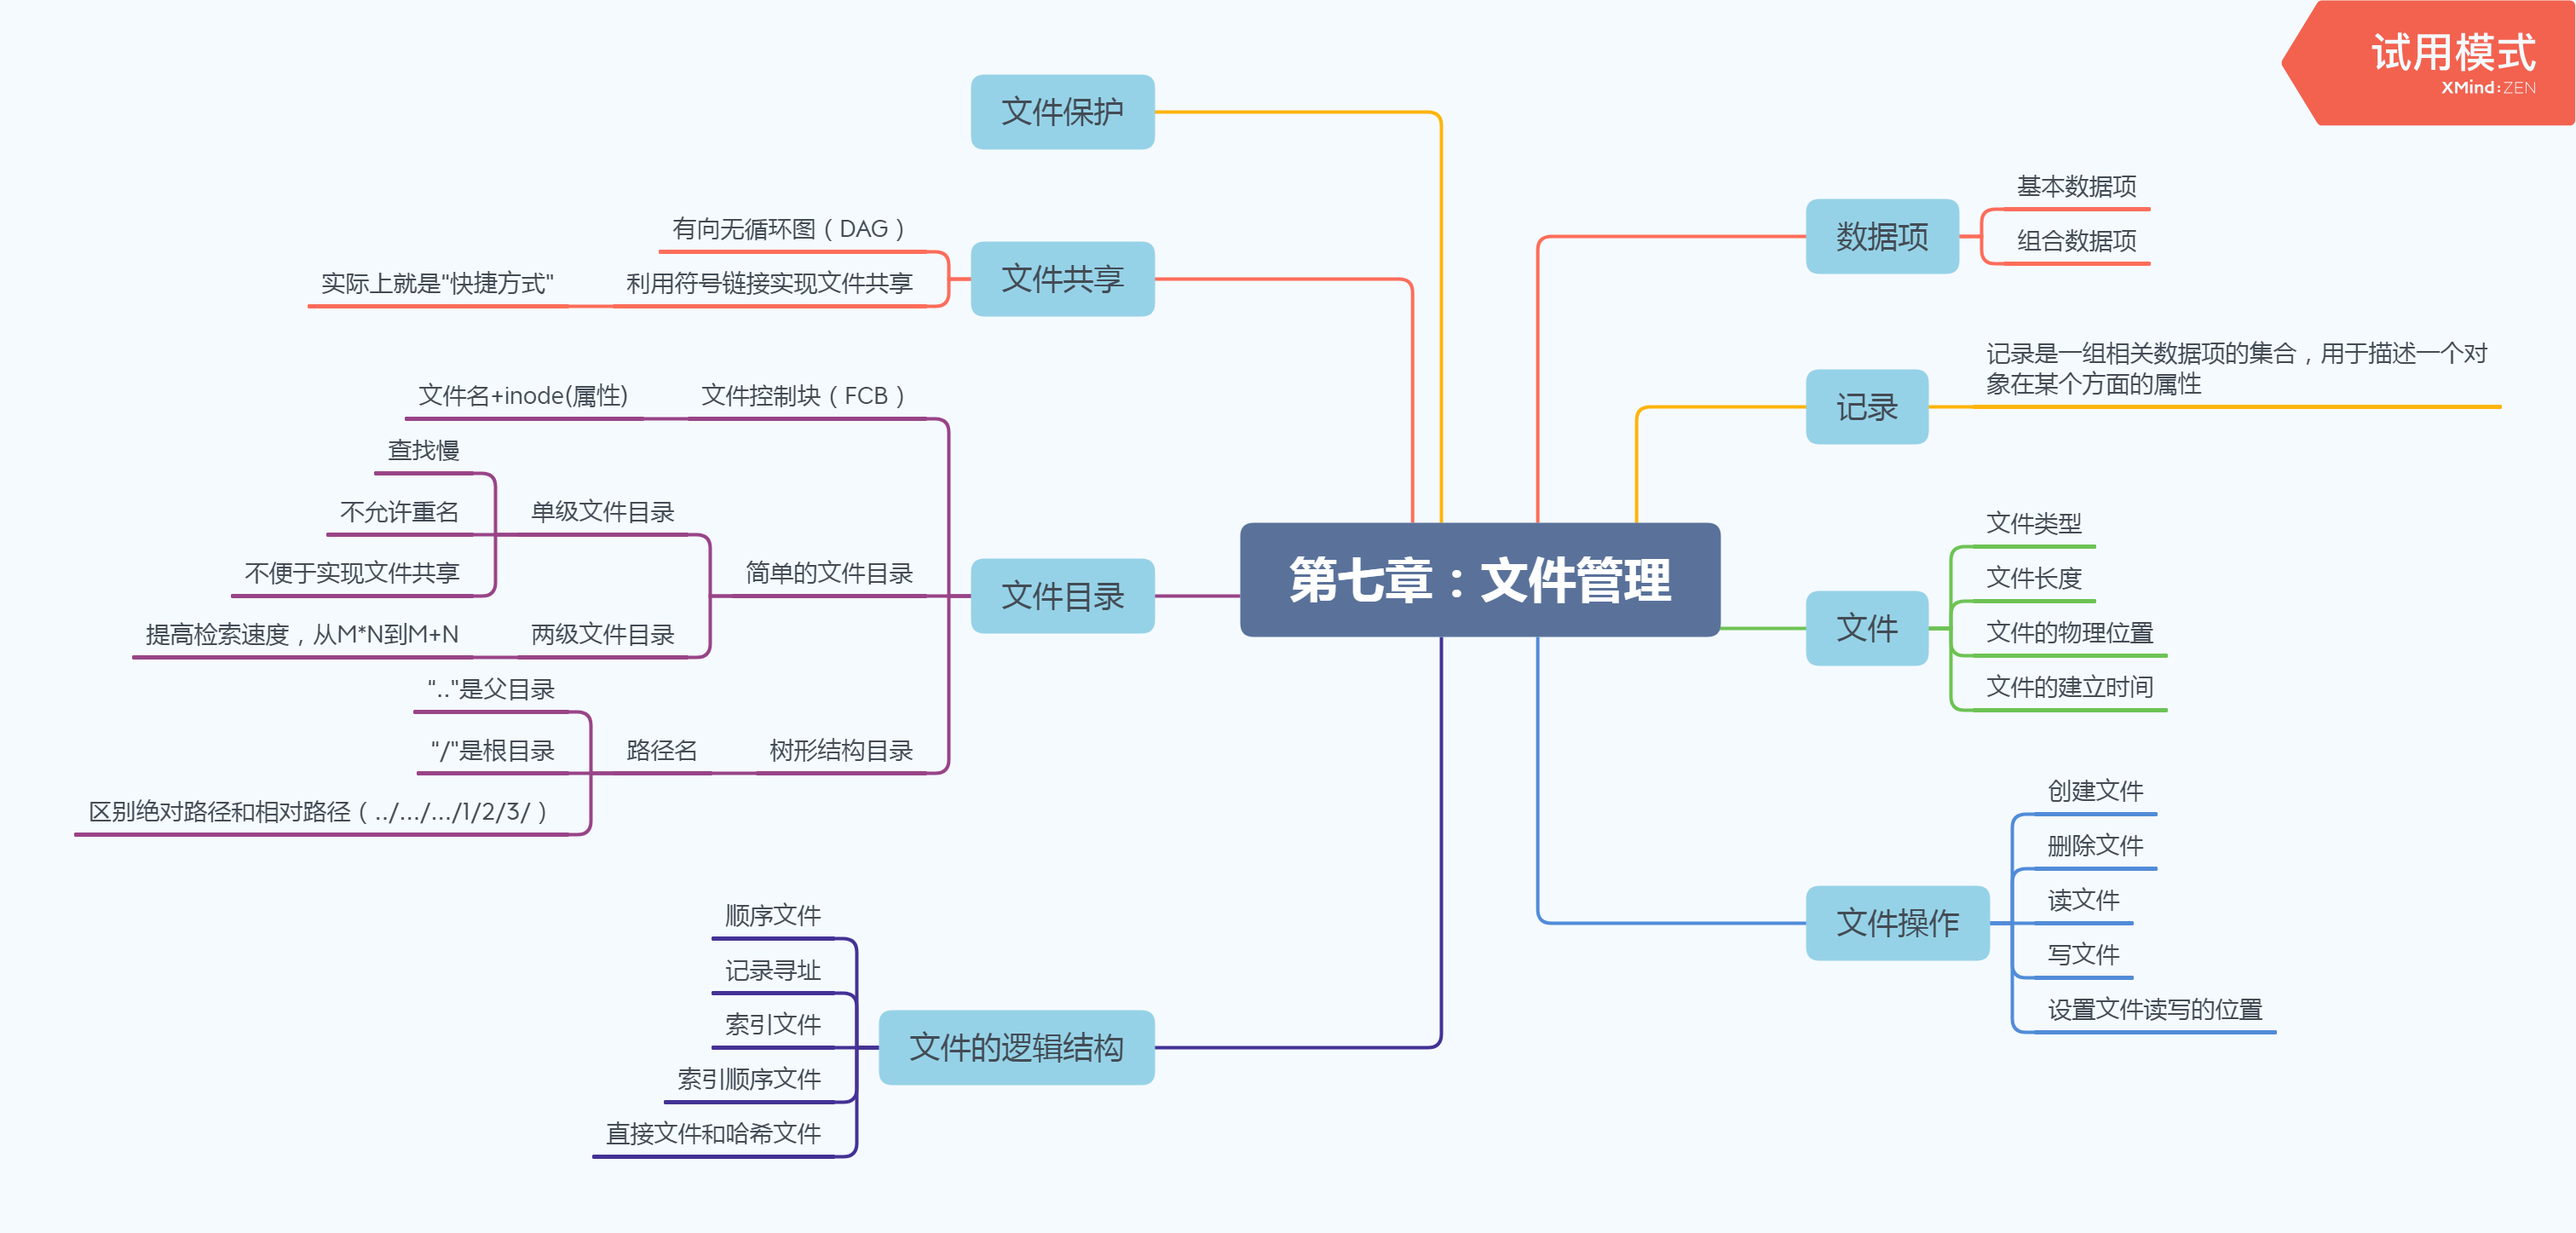 试用模式
XMind:ZEN
第七章：文件管理
数据项
基本数据项
组合数据项
记录
记录是一组相关数据项的集合，用于描述一个对
象在某个方面的属性
文件
文件类型
文件长度
文件的物理位置
文件的建立时间
文件操作
创建文件
删除文件
读文件
写文件
设置文件读写的位置
文件保护
文件共享
有向无循环图（DAG）
利用符号链接实现文件共享
实际上就是"快捷方式"
文件目录
文件控制块（FCB）
文件名+inode(属性)
简单的文件目录
单级文件目录
查找慢
不允许重名
不便于实现文件共享
两级文件目录
提高检索速度，从M*N到M+N
树形结构目录
路径名
".."是父目录
"/"是根目录
区别绝对路径和相对路径（../.../.../1/2/3/）
文件的逻辑结构
顺序文件
记录寻址
索引文件
索引顺序文件
直接文件和哈希文件